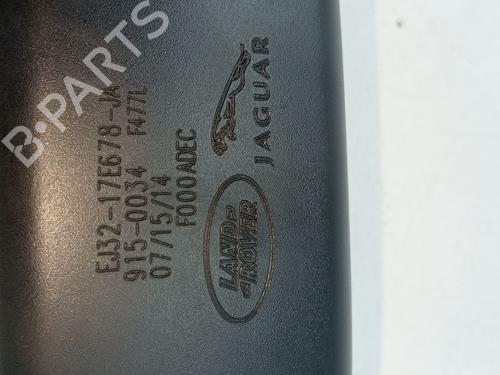 EJ32-17E678-JA
915-0034 F477L
07/15/14
F000ADEC
LAND ROVER
JAGUAR
B-PARTS